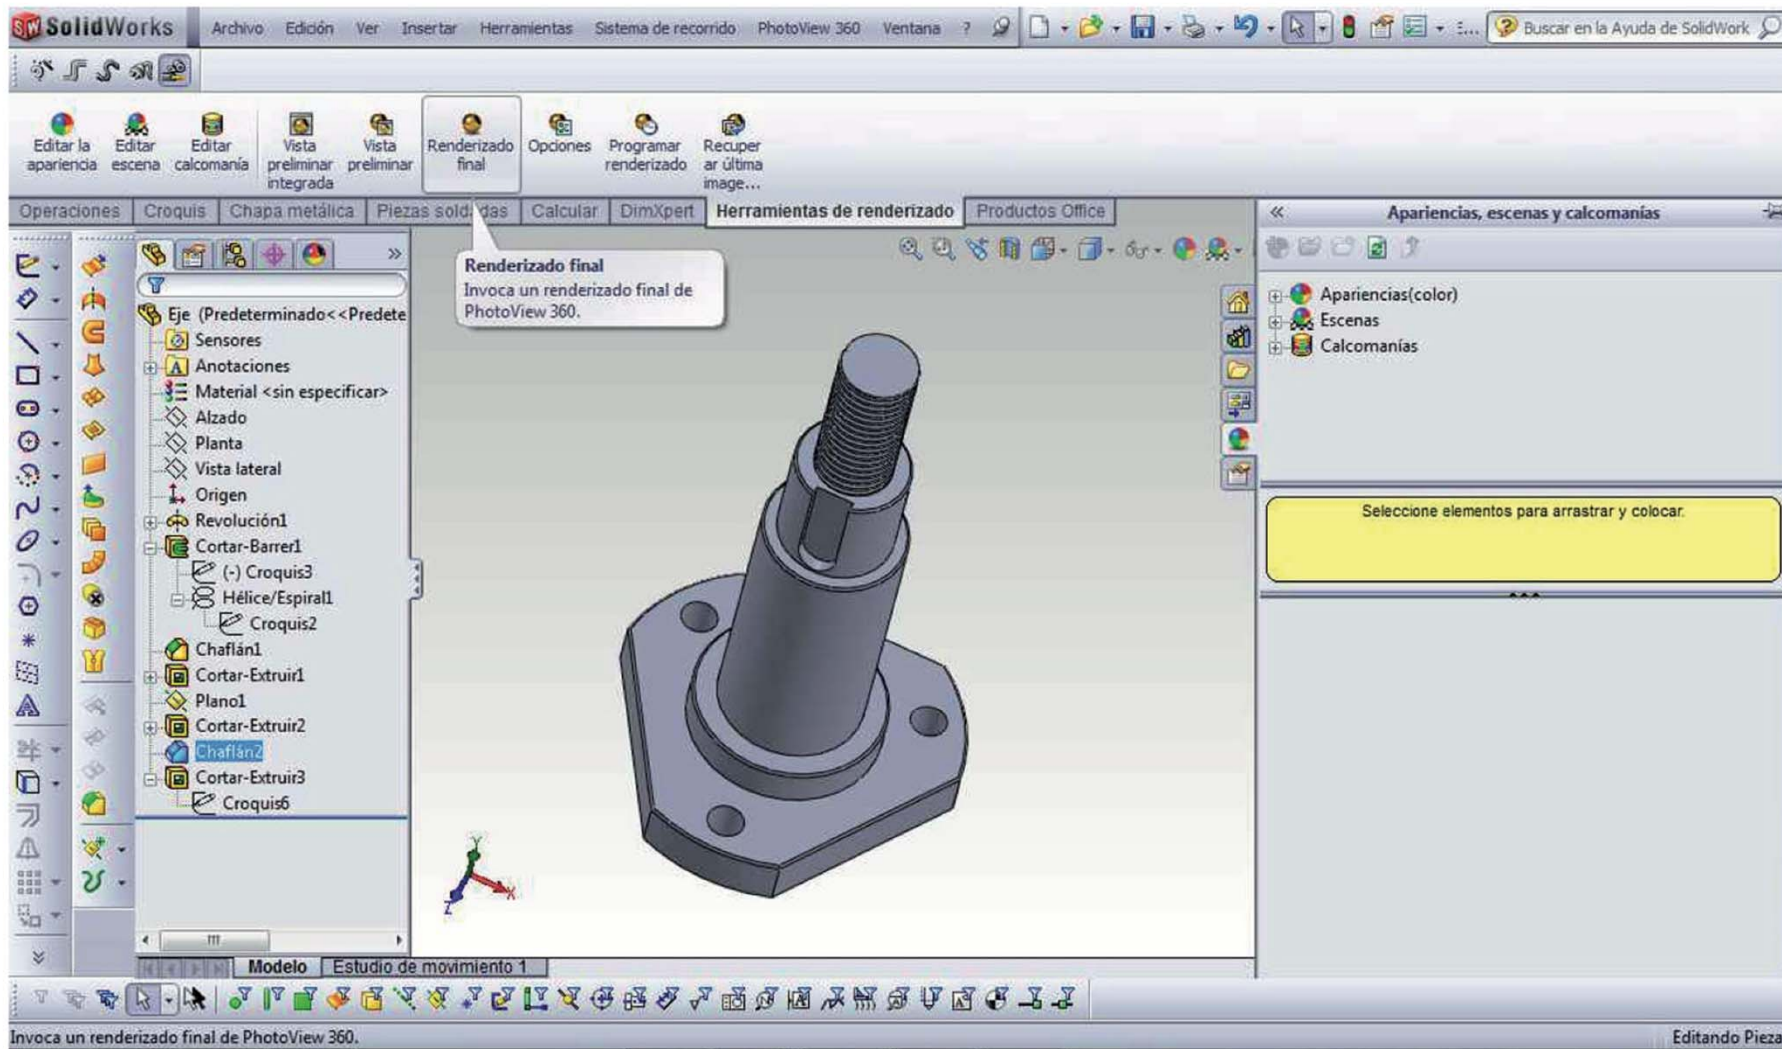 SolidWorks
Archivo Edición Ver Insertar Herramientas Sistema de recorrido PhotoView 360 Ventana ?
Buscar en la Ayuda de SolidWork
Editar la apariencia
Editar escena
Editar calcomanía
Vista preliminar integrada
Vista preliminar
Renderizado final
Opciones
Programar renderizado
Recuper ar última image...
Operaciones Croquis Chapa metálica Piezas soldadas Calcular DimXpert Herramientas de renderizado Productos Office
Renderizado final
Invoca un renderizado final de
PhotoView 360.
Eje (Predeterminado<<Predete
Sensores
Anotaciones
Material <sin especificar>
Alzado
Planta
Vista lateral
Origen
Revolución1
Cortar-Barrer1
(-) Croquis3
Hélice/Espiral1
Croquis2
Chaflán1
Cortar-Extruir1
Plano1
Cortar-Extruir2
Chaflán2
Cortar-Extruir3
Croquis6
Y
X
Z
Apariencias, escenas y calcomanías
Apariencias(color)
Escenas
Calcomanías
Seleccione elementos para arrastrar y colocar.
Modelo Estudio de movimiento 1
Invoca un renderizado final de PhotoView 360.
Editando Pieza